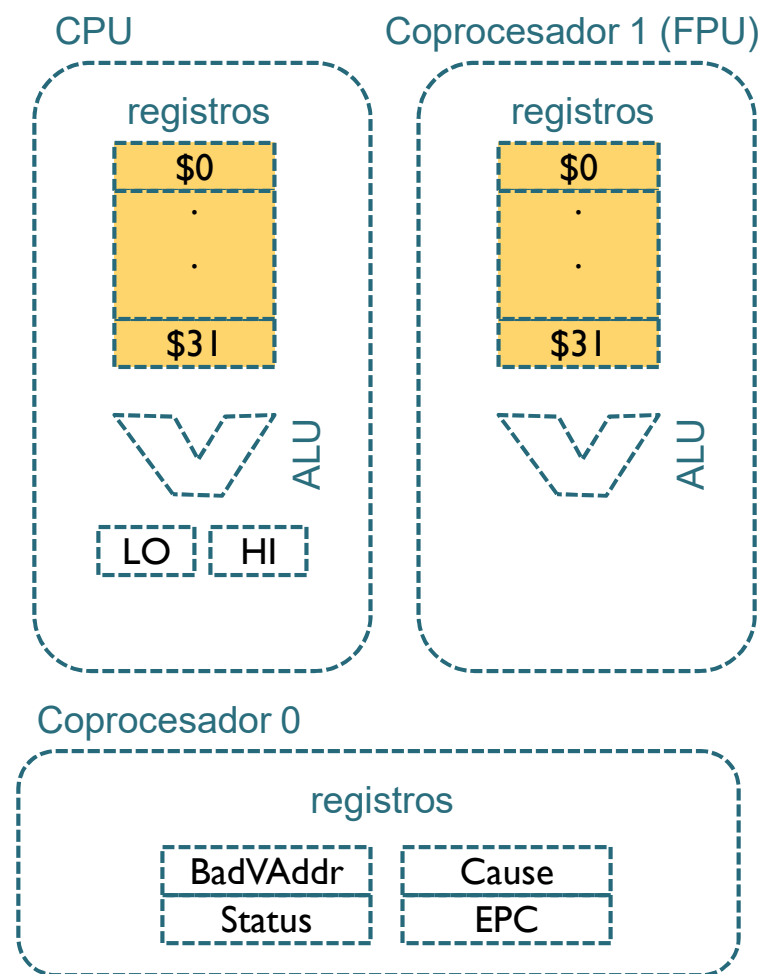 CPU
registros
$0
.
.
$31
ALU
LO HI
Coprocesador 1 (FPU)
registros
$0
.
.
$31
ALU
Coprocesador 0
registros
BadVAddr Cause
Status EPC